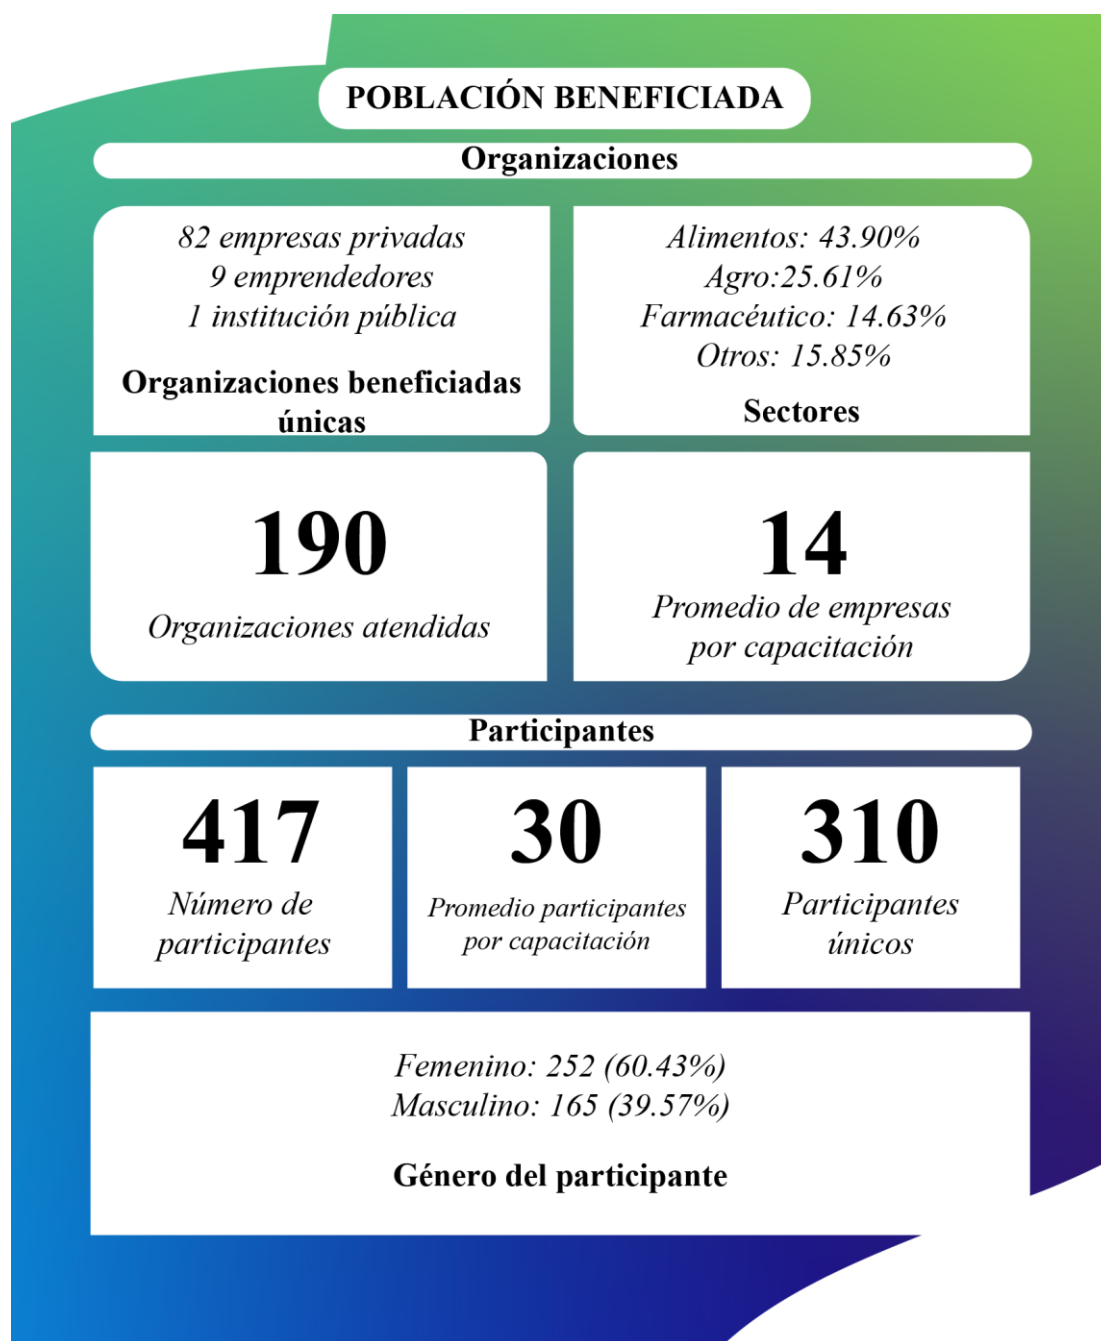 POBLACIÓN BENEFICIADA
Organizaciones
82 empresas privadas
9 emprendedores
1 institución pública
Organizaciones beneficiadas
únicas
Alimentos: 43.90%
Agro:25.61%
Farmacéutico: 14.63%
Otros: 15.85%
Sectores
190
Organizaciones atendidas
14
Promedio de empresas
por capacitación
Participantes
417
Número de
participantes
30
Promedio participantes
por capacitación
310
Participantes
únicos
Femenino: 252 (60.43%)
Masculino: 165 (39.57%)
Género del participante